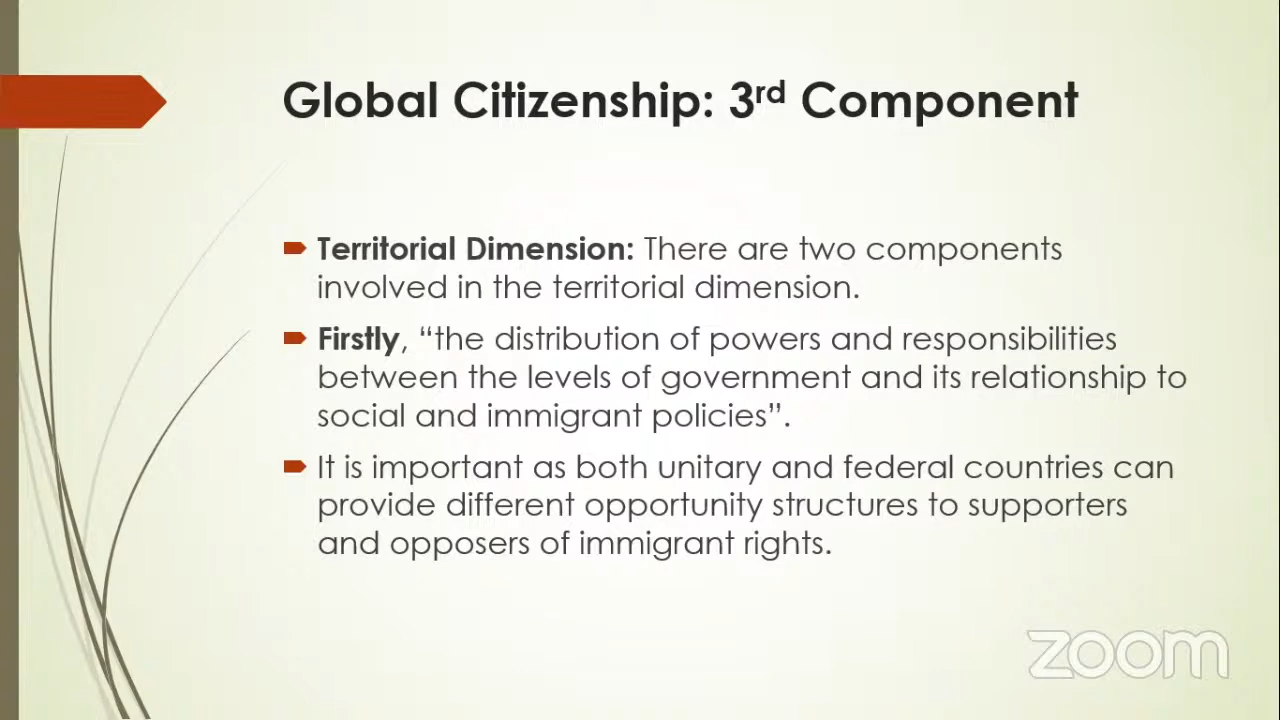 Global Citizenship: 3rd Component
Territorial Dimension: There are two components
involved in the territorial dimension.
Firstly, “the distribution of powers and responsibilities
between the levels of government and its relationship to
social and immigrant policies”.
It is important as both unitary and federal countries can
provide different opportunity structures to supporters
and opposers of immigrant rights.
zoom